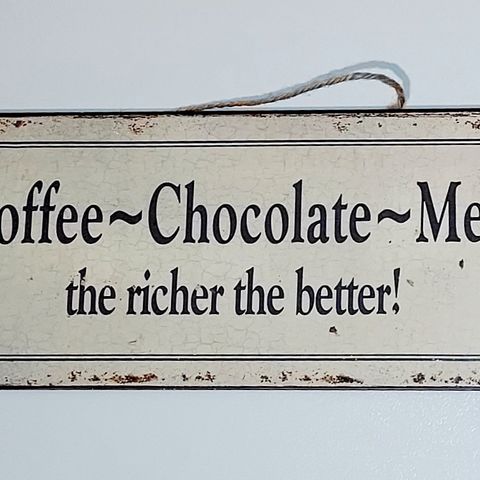 offee~Chocolate~Me
the richer the better!